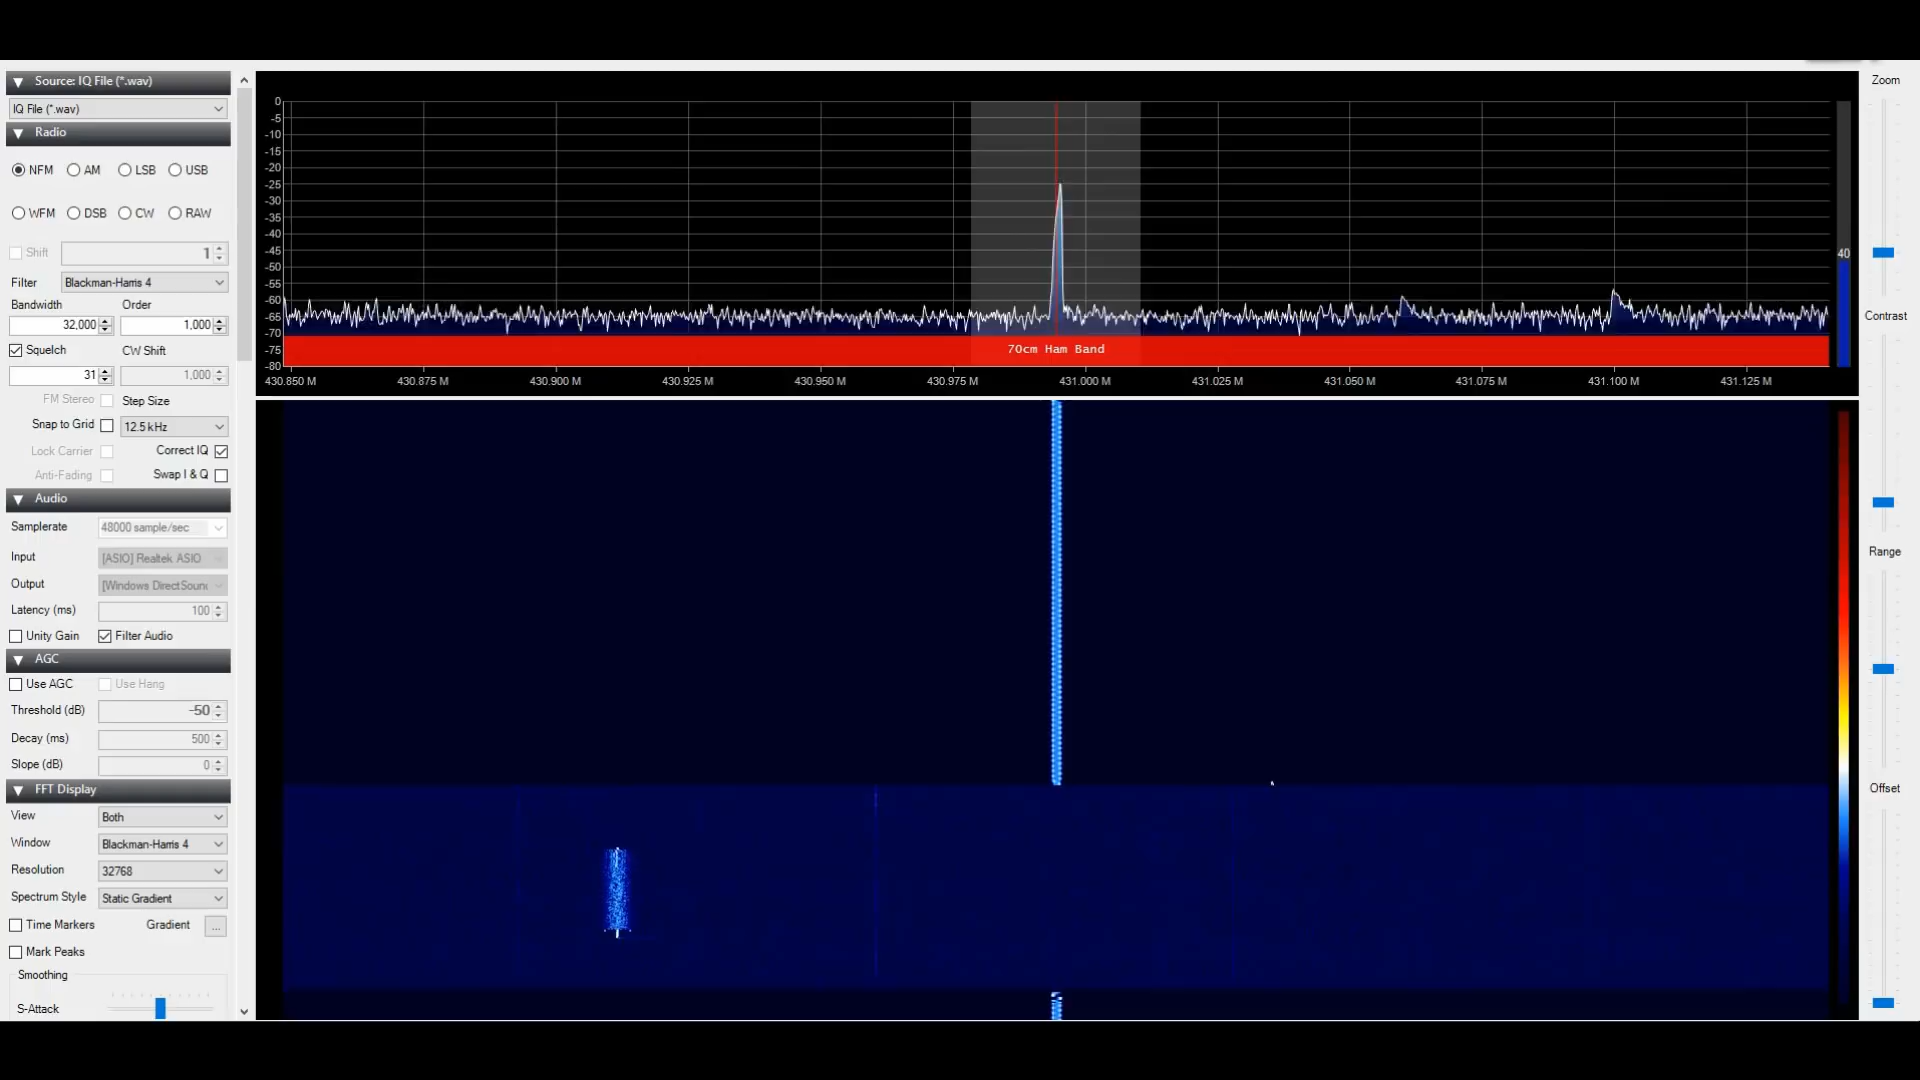 Source: IQ File (*.wav)
IQ File (*.wav)
Radio
NFM AM LSB USB
WFM DSB CW RAW
Shift 1
Filter Blackman-Harris 4
Bandwidth Order
32,000 1,000
Squelch CW Shift
31 1,000
FM Stereo Step Size
Snap to Grid 12.5 kHz
Lock Carrier Correct IQ
Anti-Fading Swap I & Q
Audio
Samplerate 48000 sample/sec
Input [ASIO] Realtek ASIO
Output [Windows DirectSound
Latency (ms) 100
Unity Gain Filter Audio
AGC
Use AGC Use Hang
Threshold (dB) -50
Decay (ms) 500
Slope (dB) 0
FFT Display
View Both
Window Blackman-Harris 4
Resolution 32768
Spectrum Style Static Gradient
Time Markers Gradient ...
Mark Peaks
Smoothing
S-Attack
0
-5
-10
-15
-20
-25
-30
-35
-40
-45
-50
-55
-60
-65
-70
-75
-80
70cm Ham Band
430.850 M 430.875 M 430.900 M 430.925 M 430.950 M 430.975 M 431.000 M 431.025 M 431.050 M 431.075 M 431.100 M 431.125 M
40
Zoom
Contrast
Range
Offset